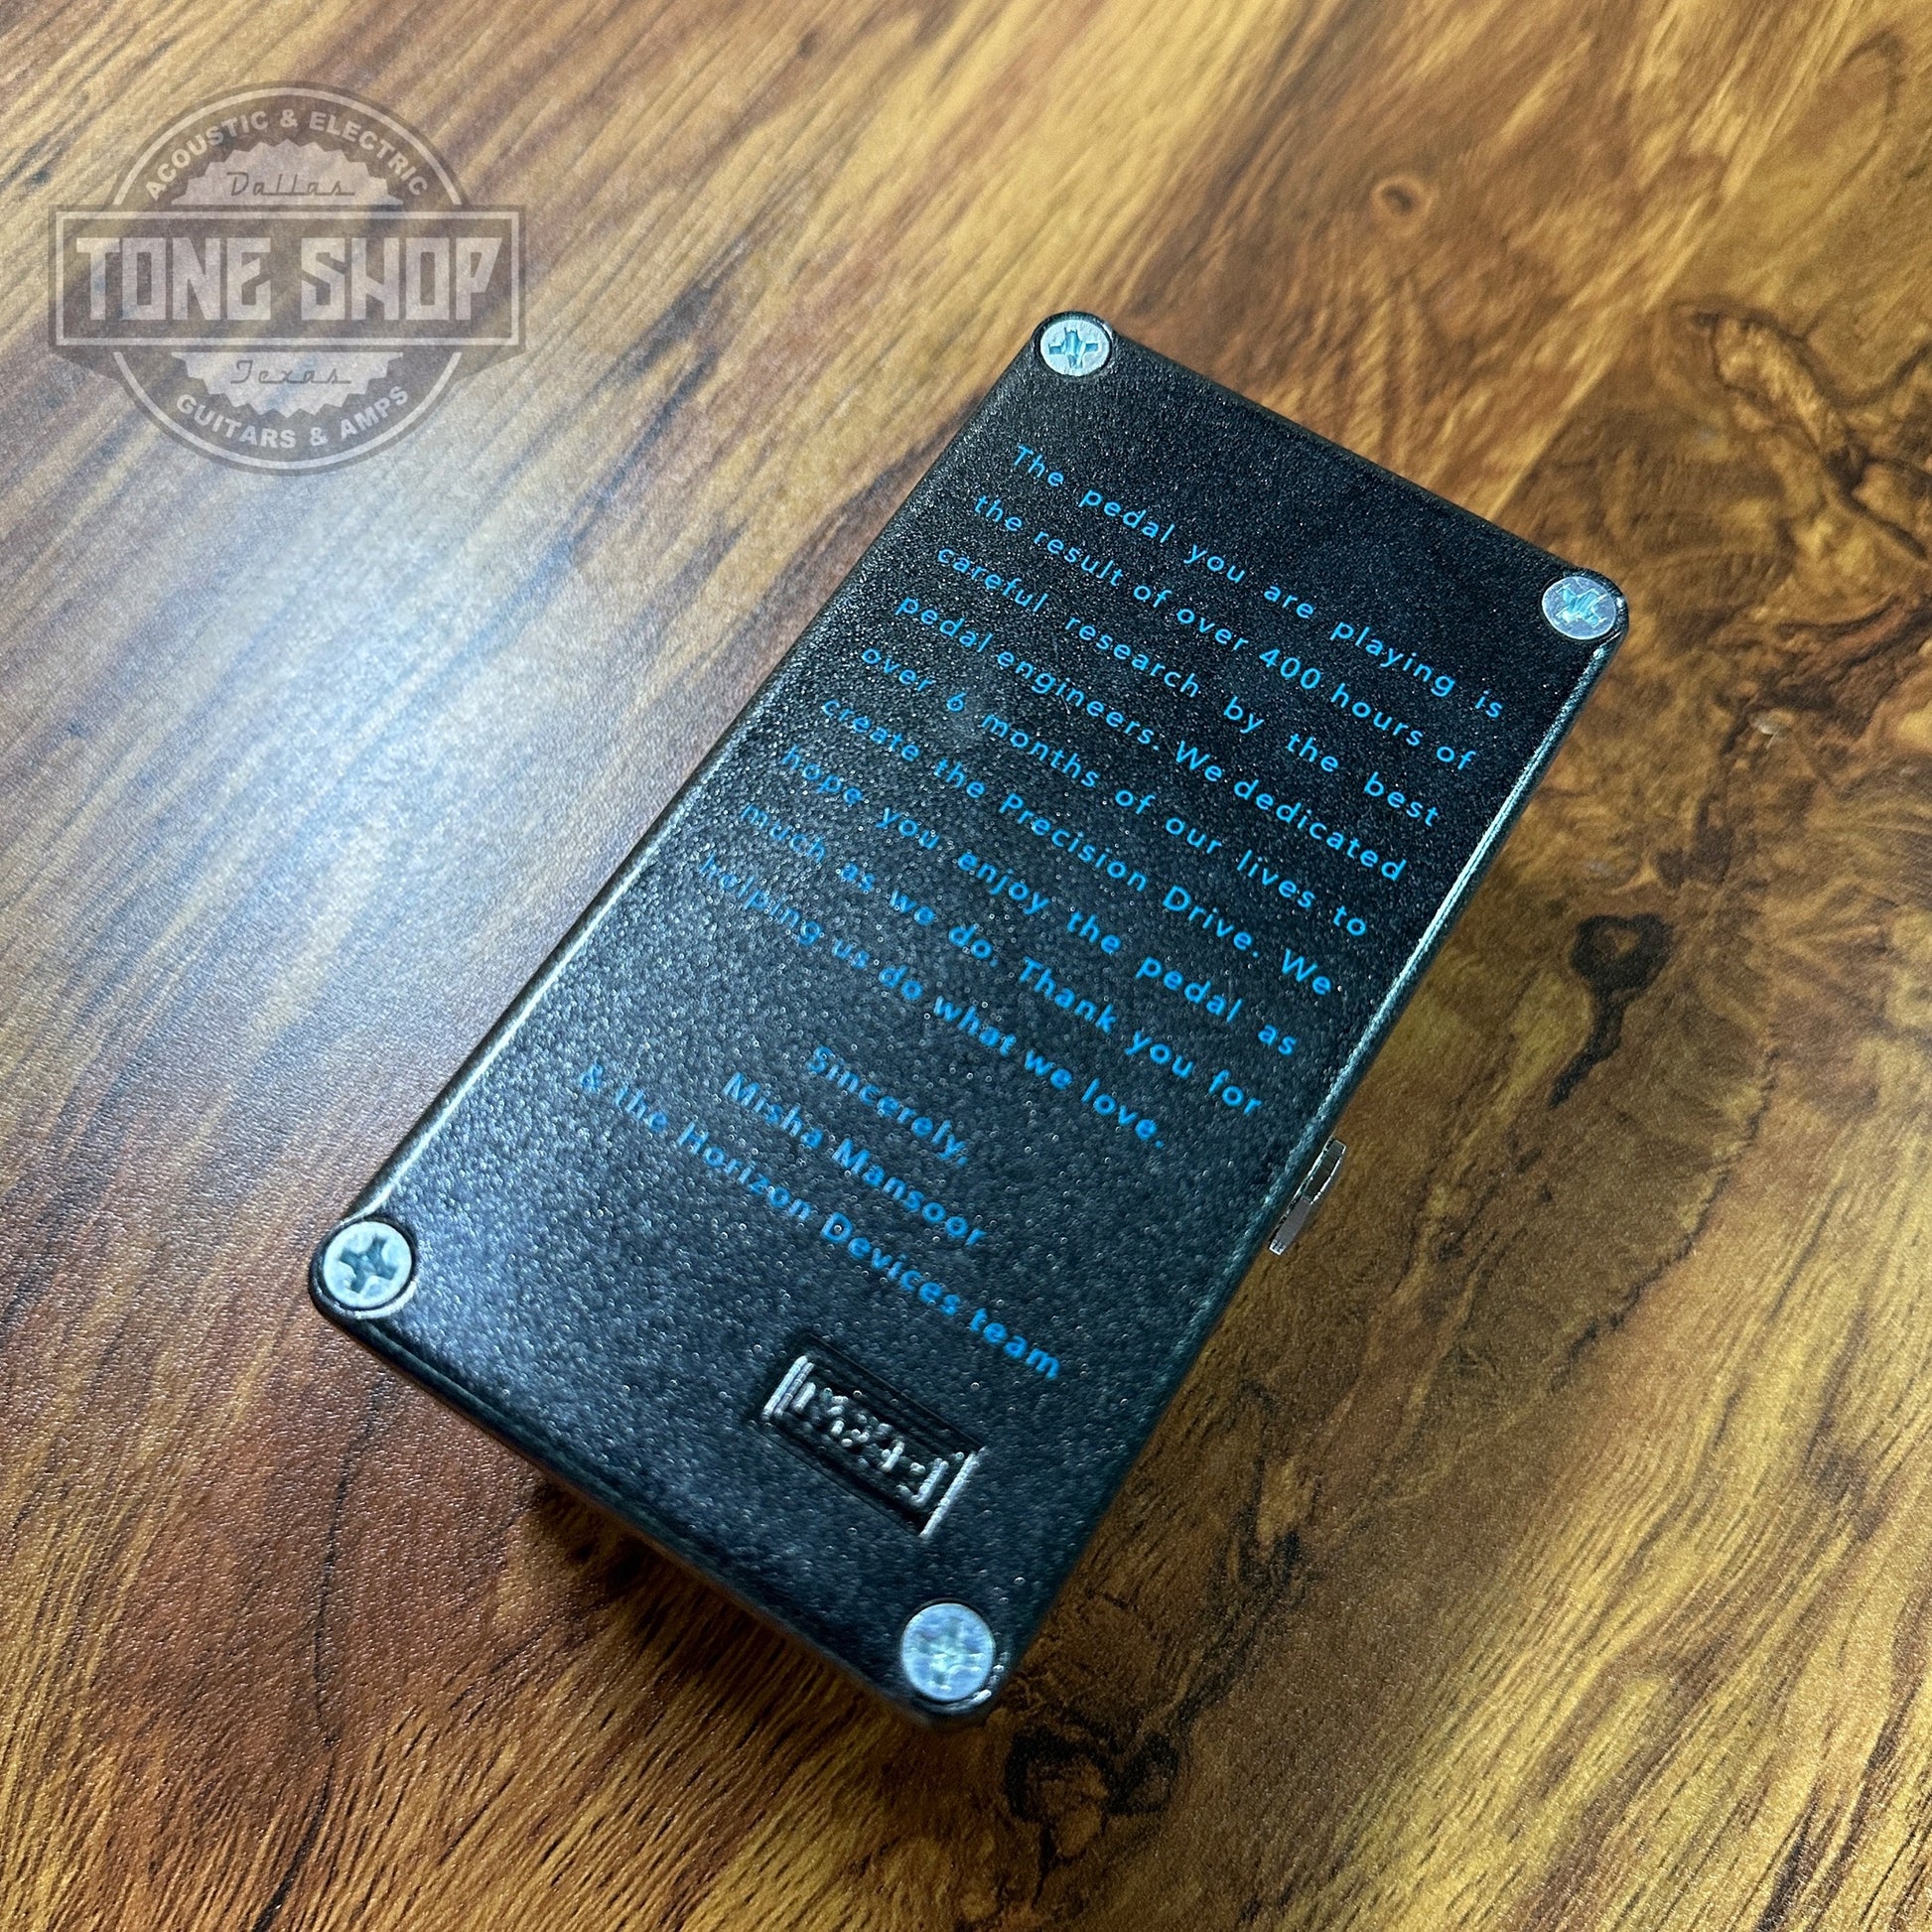 ACOUSTIC & ELECTRIC
Dallas
TONE SHOP
Texas
GUITARS & AMPS
The pedal you are playing is
the result of over 400 hours of
careful research by the best
pedal engineers. We dedicated
over 6 months of our lives to
create the Precision Drive. We
hope you enjoy the pedal as
much as we do. Thank you for
helping us do what we love.
Sincerely,
Misha Mansoor
& the Horizon Devices team